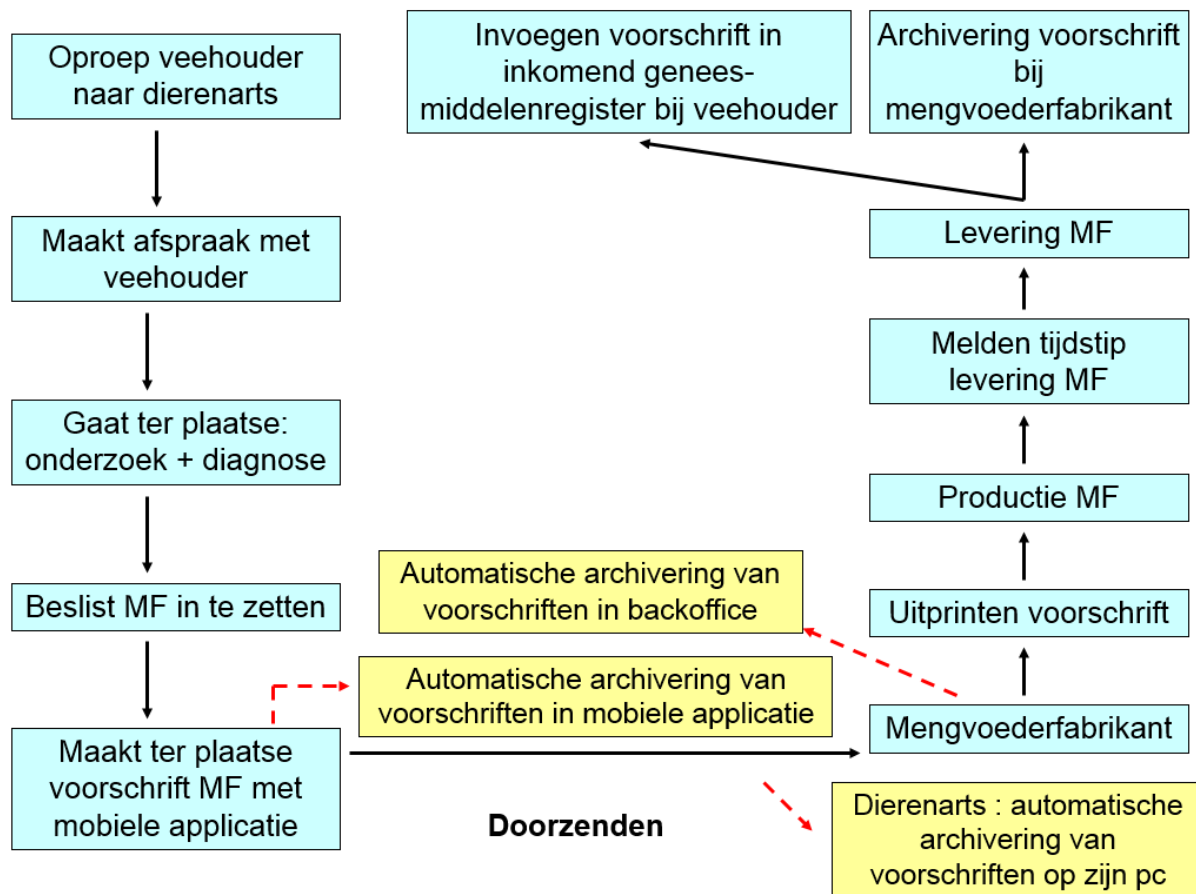 Oproep veehouder
naar dierenarts
Maakt afspraak met
veehouder
Gaat ter plaatse:
onderzoek + diagnose
Beslist MF in te zetten
Maakt ter plaatse
voorschrift MF met
mobiele applicatie
Automatische archivering van
voorschriften in mobiele applicatie
Doorzenden
Dierenarts : automatische
archivering van
voorschriften op zijn pc
Mengvoederfabrikant
Automatische archivering van
voorschriften in backoffice
Uitprinten voorschrift
Productie MF
Melden tijdstip
levering MF
Levering MF
Invoegen voorschrift in
inkomend genees-
middelenregister bij veehouder
Archivering voorschrift
bij
mengvoederfabrikant